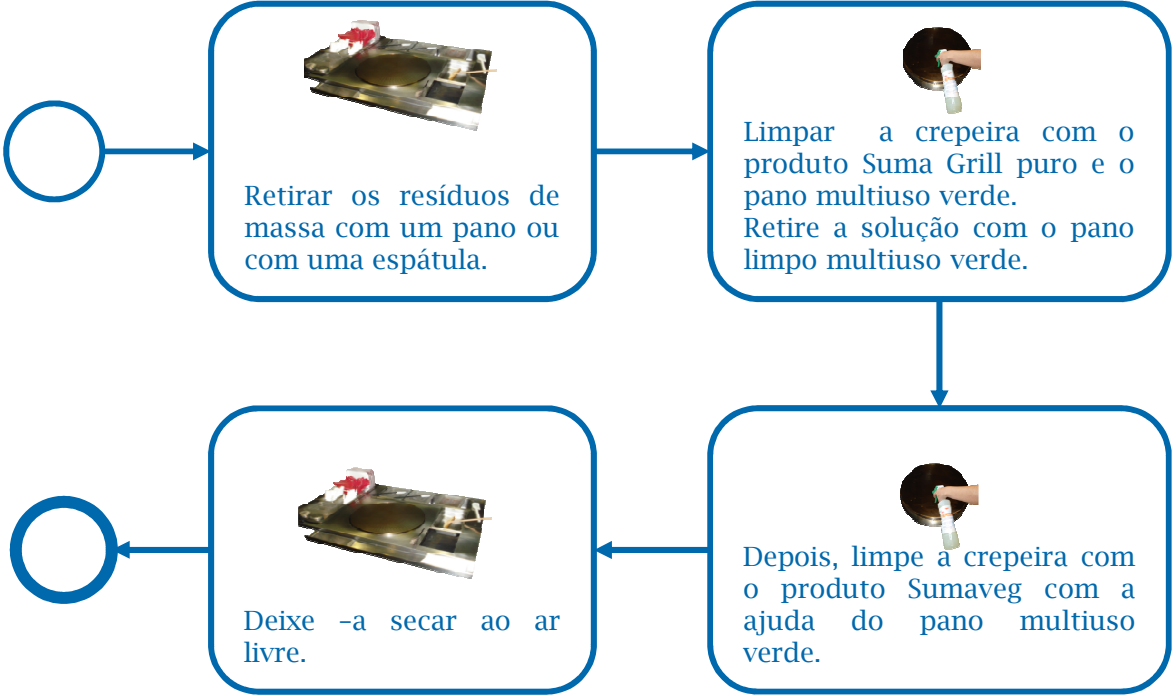 Retirar os resíduos de
massa com um pano ou
com uma espátula.
Limpar a crepeira com o
produto Suma Grill puro e o
pano multiuso verde.
Retire a solução com o pano
limpo multiuso verde.
Depois, limpe a crepeira com
o produto Sumaveg com a
ajuda do pano multiuso
verde.
Deixe –a secar ao ar
livre.